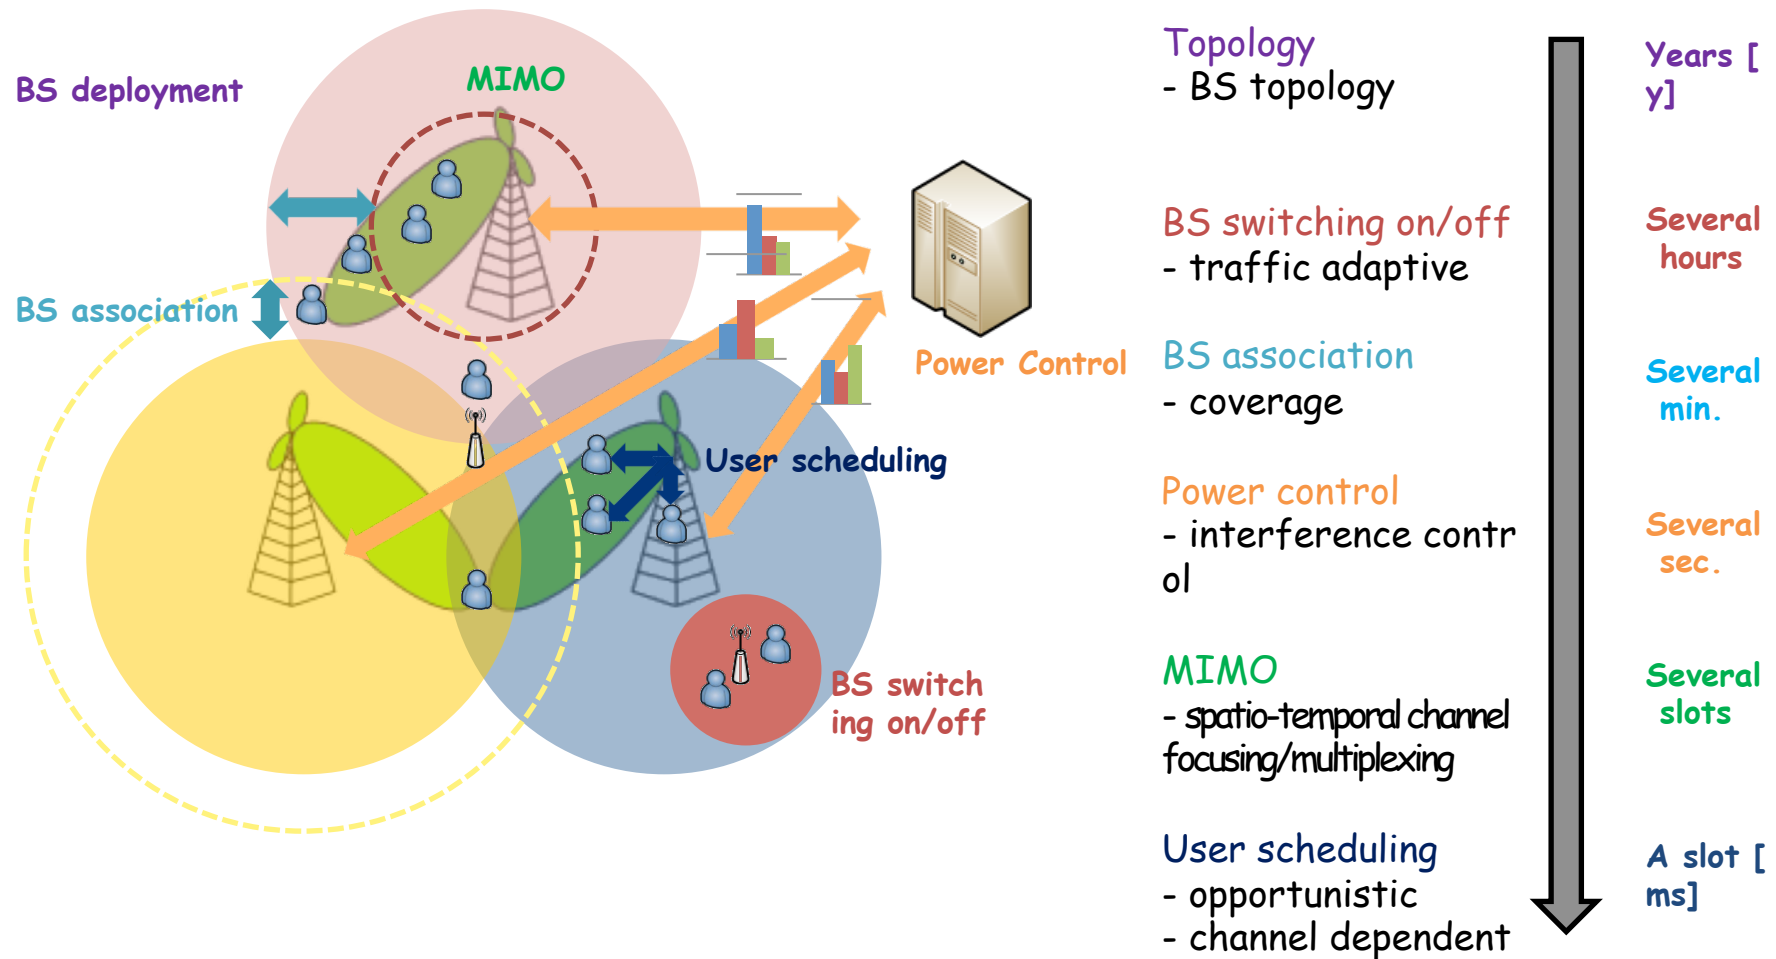 BS deployment
MIMO
BS association
Power Control
User scheduling
BS switch
ing on/off
Topology
- BS topology
BS switching on/off
- traffic adaptive
BS association
- coverage
Power control
- interference contr
ol
MIMO
- spatio-temporal channel
focusing/multiplexing
User scheduling
- opportunistic
- channel dependent
Years [
y]
Several
hours
Several
min.
Several
sec.
Several
slots
A slot [
ms]